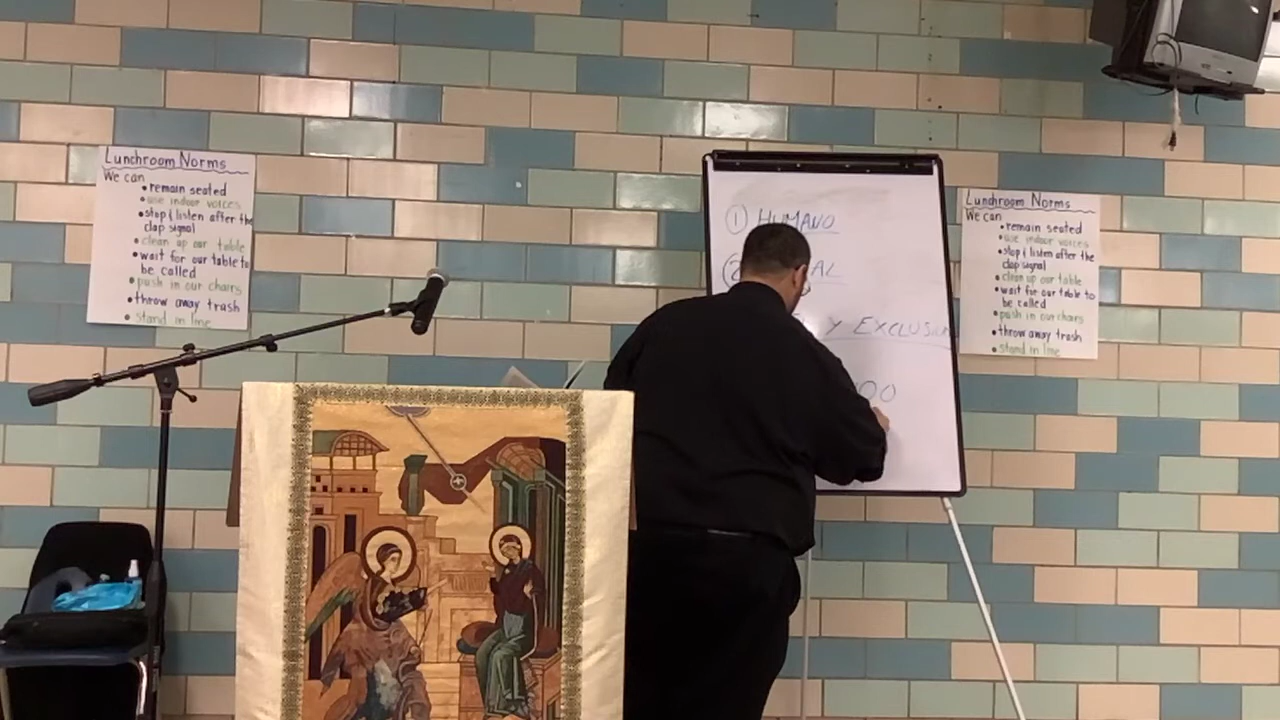 Lunchroom Norms
We can
• remain seated
• use indoor voices
• stop & listen after the
clap signal
• clean up our table
• wait for our table to
be called
• push in our chairs
• throw away trash
• stand in line
① HUMANO
②
Y EXCLUSIV
Lunchroom Norms
We can
• remain seated
• use indoor voices
• stop & listen after the
clap signal
• clean up our table
• wait for our table to
be called
• push in our chairs
• throw away trash
• stand in line